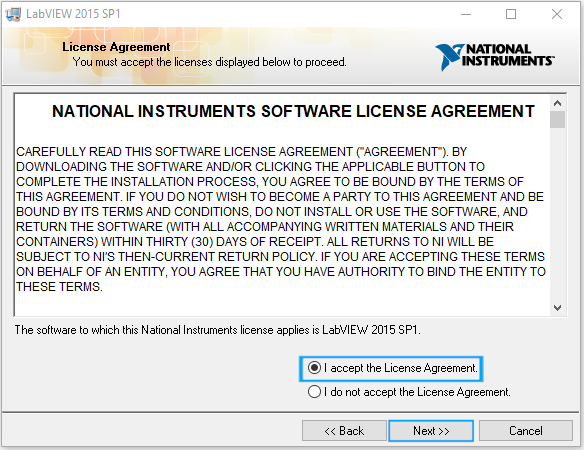 LabVIEW 2015 SP1
License Agreement
You must accept the licenses displayed below to proceed.
NATIONAL
INSTRUMENTS™
NATIONAL INSTRUMENTS SOFTWARE LICENSE AGREEMENT
CAREFULLY READ THIS SOFTWARE LICENSE AGREEMENT ("AGREEMENT"). BY
DOWNLOADING THE SOFTWARE AND/OR CLICKING THE APPLICABLE BUTTON TO
COMPLETE THE INSTALLATION PROCESS, YOU AGREE TO BE BOUND BY THE TERMS OF
THIS AGREEMENT. IF YOU DO NOT WISH TO BECOME A PARTY TO THIS AGREEMENT AND BE
BOUND BY ITS TERMS AND CONDITIONS, DO NOT INSTALL OR USE THE SOFTWARE, AND
RETURN THE SOFTWARE (WITH ALL ACCOMPANYING WRITTEN MATERIALS AND THEIR
CONTAINERS) WITHIN THIRTY (30) DAYS OF RECEIPT. ALL RETURNS TO NI WILL BE
SUBJECT TO NI'S THEN-CURRENT RETURN POLICY. IF YOU ARE ACCEPTING THESE TERMS
ON BEHALF OF AN ENTITY, YOU AGREE THAT YOU HAVE AUTHORITY TO BIND THE ENTITY TO
THESE TERMS.
The software to which this National Instruments license applies is LabVIEW 2015 SP1.
I accept the License Agreement.
I do not accept the License Agreement.
<< Back Next >> Cancel